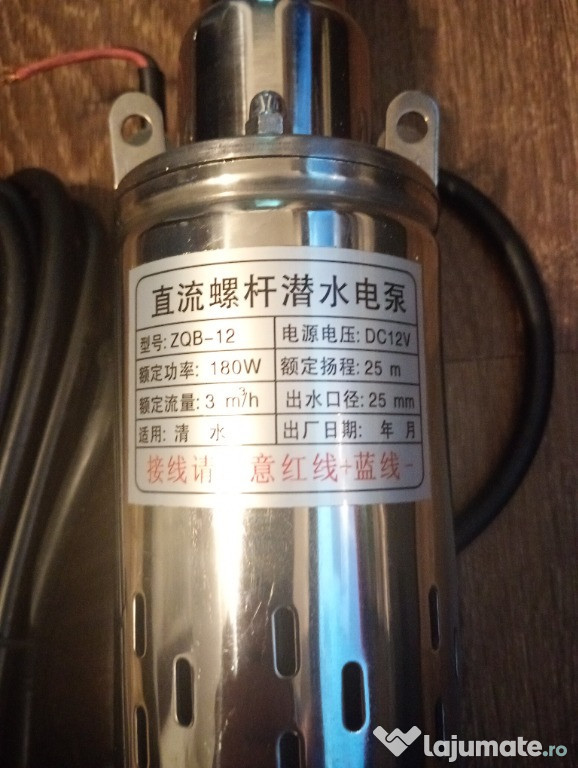 直流螺杆潜水电泵
型号: ZQB-12 电源电压: DC12V
额定功率: 180W 额定扬程: 25 m
额定流量: 3 m³/h 出水口径: 25 mm
适用: 清 水 出厂日期: 年 月
接线请 意红线+蓝线-
lajumate.ro